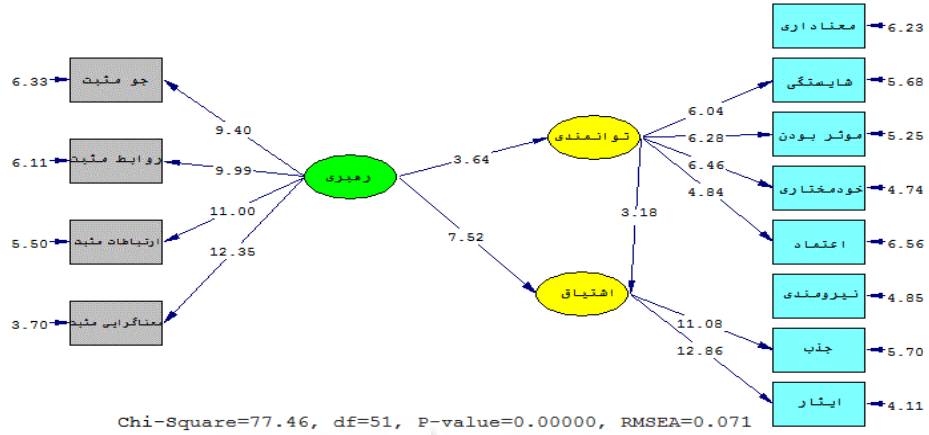 معناداری
6.23
جو مثبت
6.33
شایستگی
5.68
9.40
6.04
توانمندی
موثر بودن
5.25
6.28
روابط مثبت
6.11
9.99
3.64
6.46
رهبری
خودمختاری
4.74
4.84
11.00
3.18
ارتباطات مثبت
5.50
7.52
اعتماد
6.56
12.35
اشتیاق
نیرومندی
4.85
معناگرایی مثبت
3.70
11.08
12.86
جذب
5.70
ایثار
4.11
Chi-Square=77.46, df=51, P-value=0.00000, RMSEA=0.071